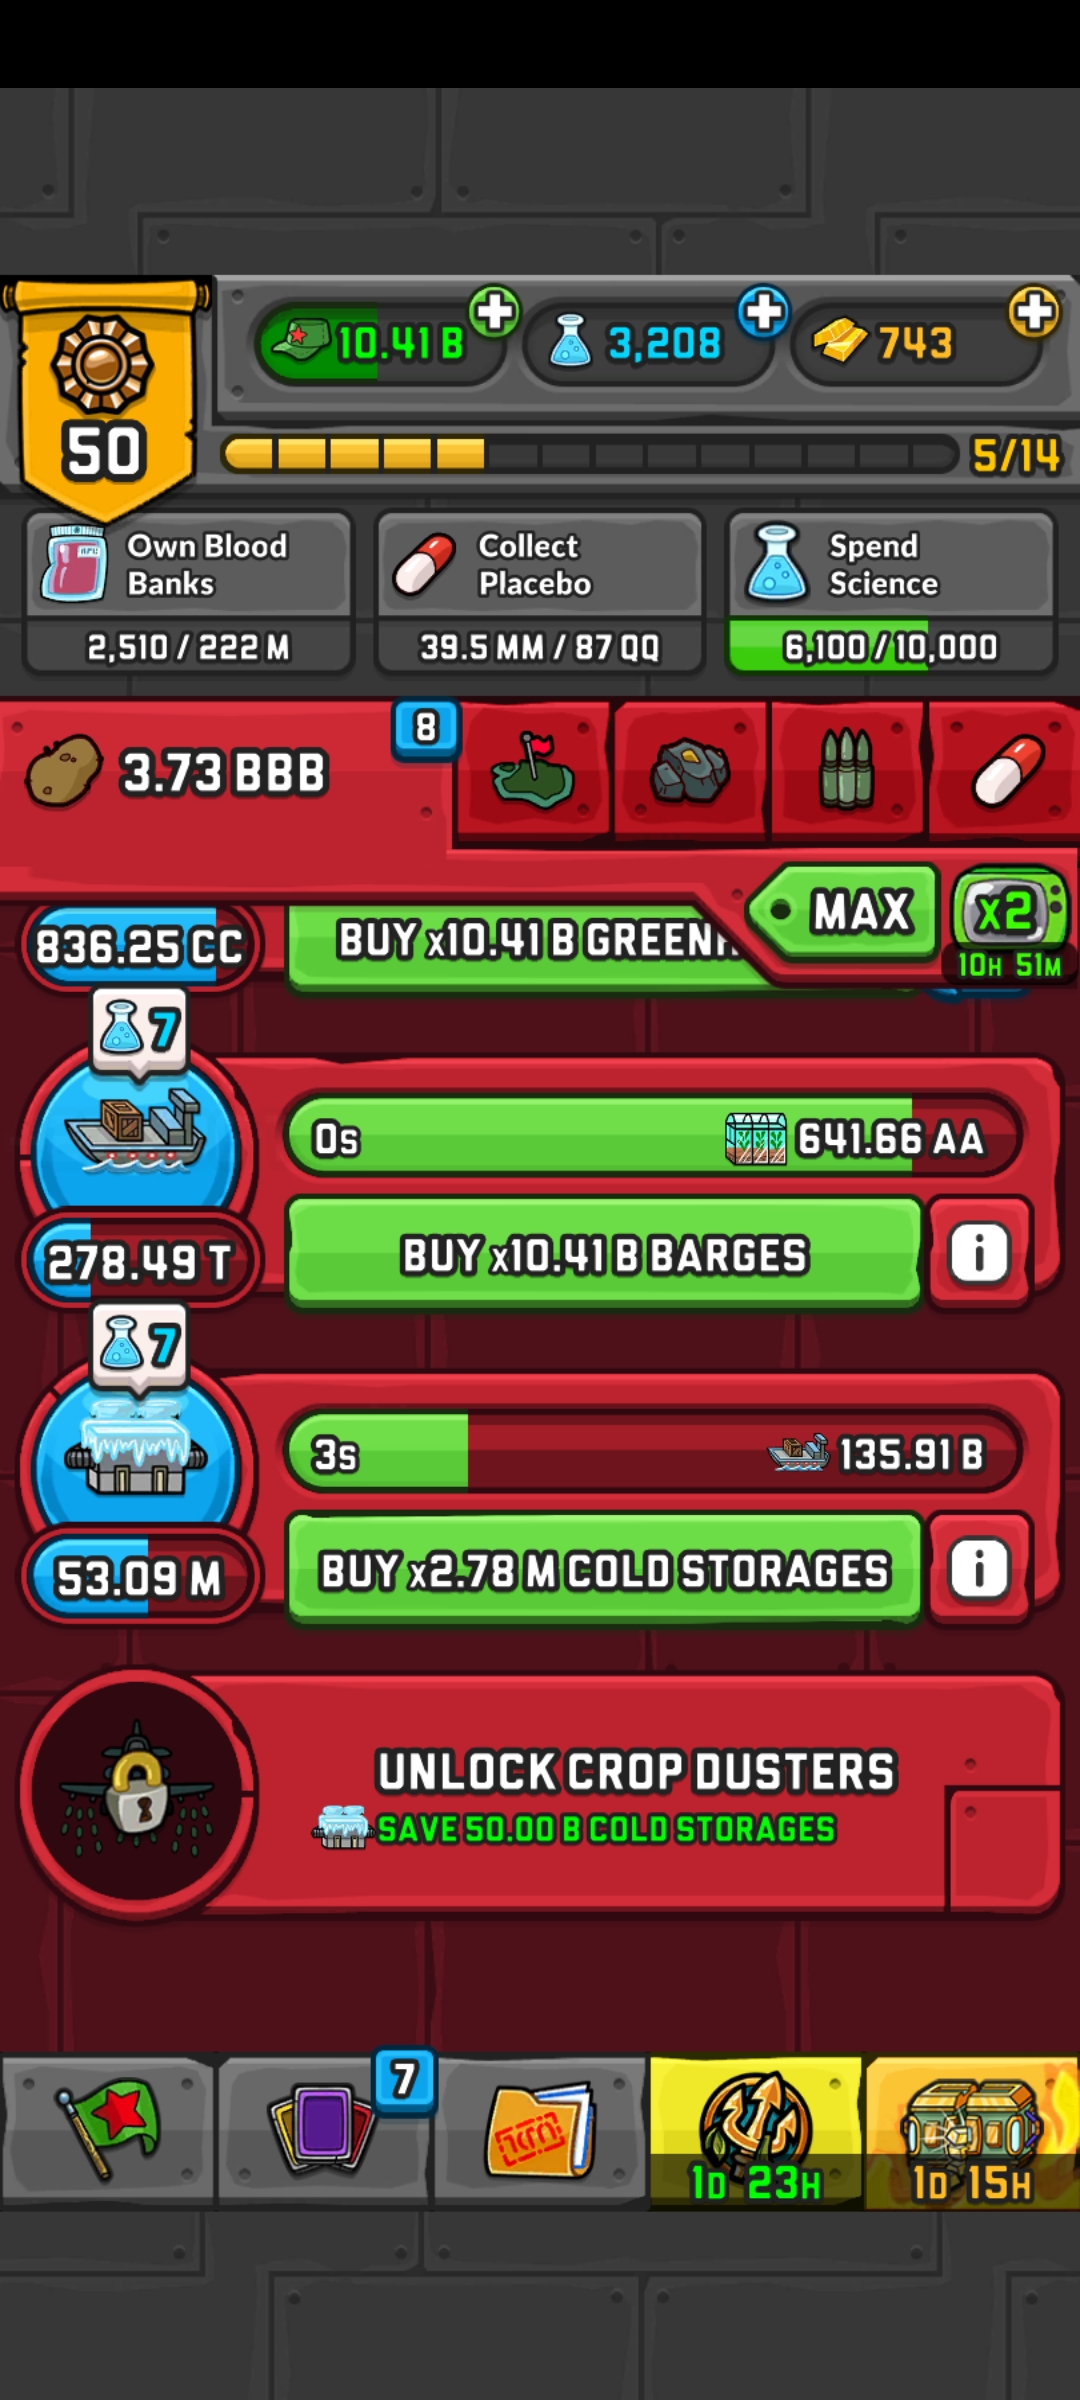 10.41 B
3,208
743
50
5/14
Own Blood
Banks
2,510 / 222 M
Collect
Placebo
39.5 MM / 87 QQ
Spend
Science
6,100 / 10,000
3.73 BBB
8
MAX
x2
10H 51M
836.25 CC
BUY x10.41 B GREENH
7
0s
641.66 AA
278.49 T
BUY x10.41 B BARGES
i
7
3s
135.91 B
53.09 M
BUY x2.78 M COLD STORAGES
i
UNLOCK CROP DUSTERS
SAVE 50.00 B COLD STORAGES
7
1D 23H
1D 15H